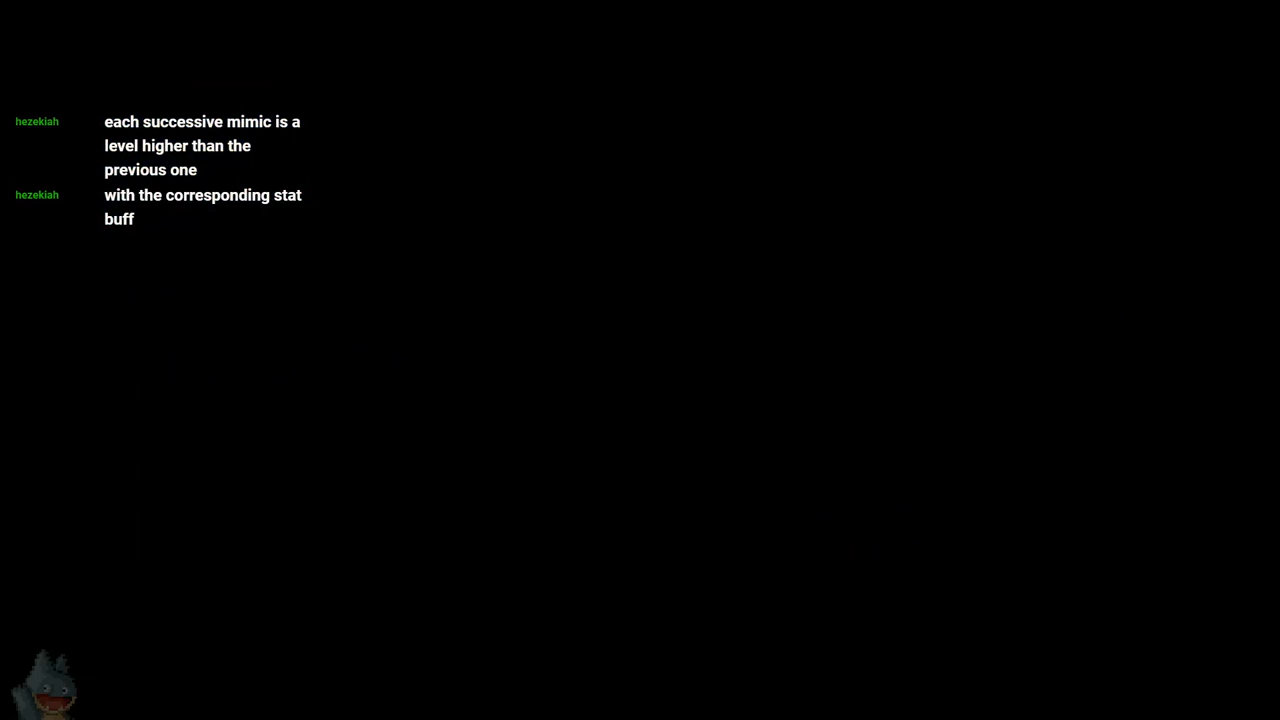 hezekiah each successive mimic is a
level higher than the
previous one
hezekiah with the corresponding stat
buff